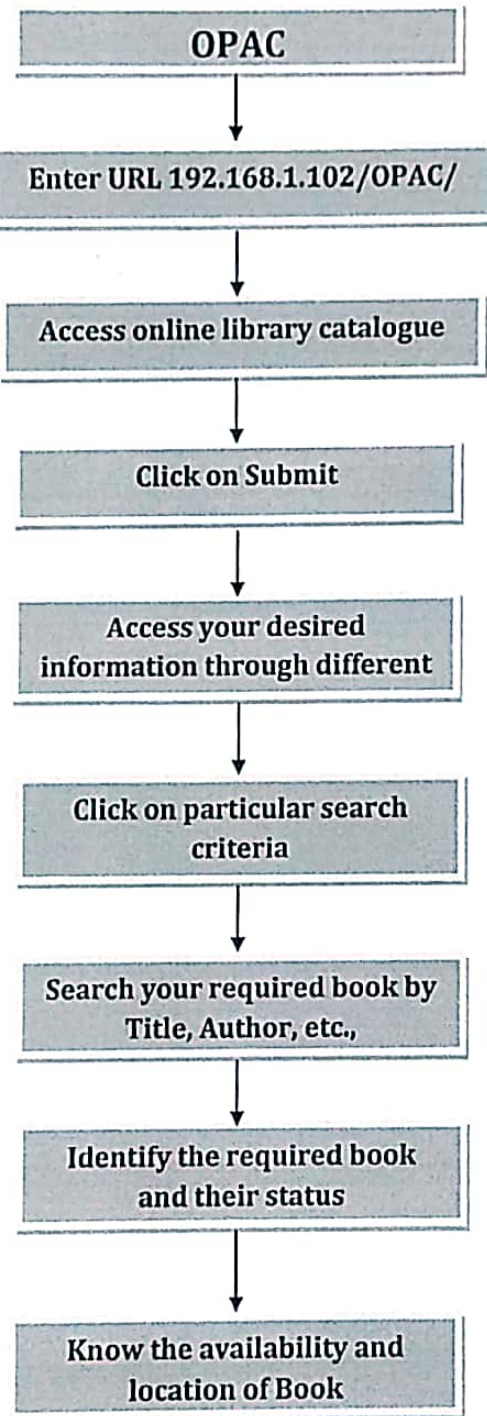 OPAC
Enter URL 192.168.1.102/OPAC/
Access online library catalogue
Click on Submit
Access your desired
information through different
Click on particular search
criteria
Search your required book by
Title, Author, etc.,
Identify the required book
and their status
Know the availability and
location of Book